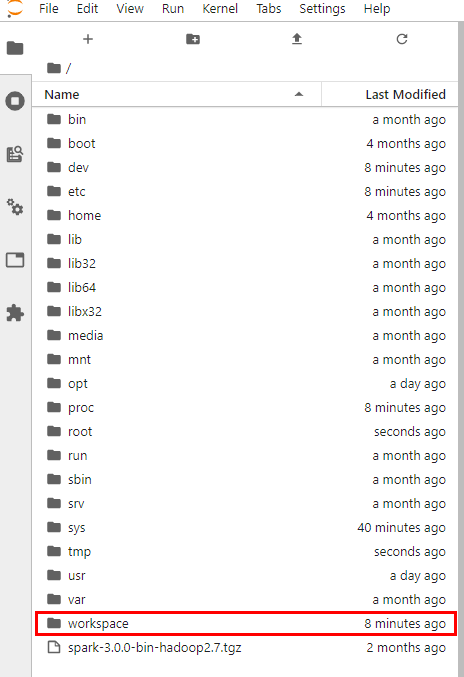 File Edit View Run Kernel Tabs Settings Help
/
Name Last Modified
bin a month ago
boot 4 months ago
dev 8 minutes ago
etc 8 minutes ago
home 4 months ago
lib a month ago
lib32 a month ago
lib64 a month ago
libx32 a month ago
media a month ago
mnt a month ago
opt a day ago
proc 8 minutes ago
root seconds ago
run a month ago
sbin a month ago
srv a month ago
sys 40 minutes ago
tmp seconds ago
usr a day ago
var a month ago
workspace 8 minutes ago
spark-3.0.0-bin-hadoop2.7.tgz 2 months ago